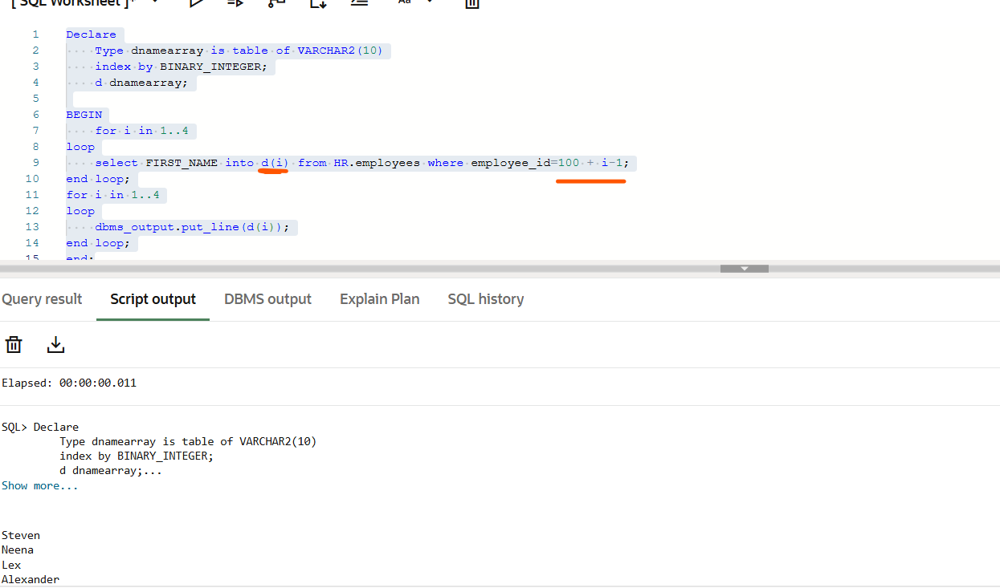 [ SQL Worksheet ]*
Aa
1 Declare
2 Type dnamearray is table of VARCHAR2(10)
3 index by BINARY_INTEGER;
4 d dnamearray;
5
6 BEGIN
7 for i in 1..4
8 loop
9 select FIRST_NAME into d(i) from HR.employees where employee_id=100 + i-1;
10 end loop;
11 for i in 1..4
12 loop
13 dbms_output.put_line(d(i));
14 end loop;
15 end;
Query result Script output DBMS output Explain Plan SQL history
Elapsed: 00:00:00.011
SQL> Declare
Type dnamearray is table of VARCHAR2(10)
index by BINARY_INTEGER;
d dnamearray;...
Show more...
Steven
Neena
Lex
Alexander